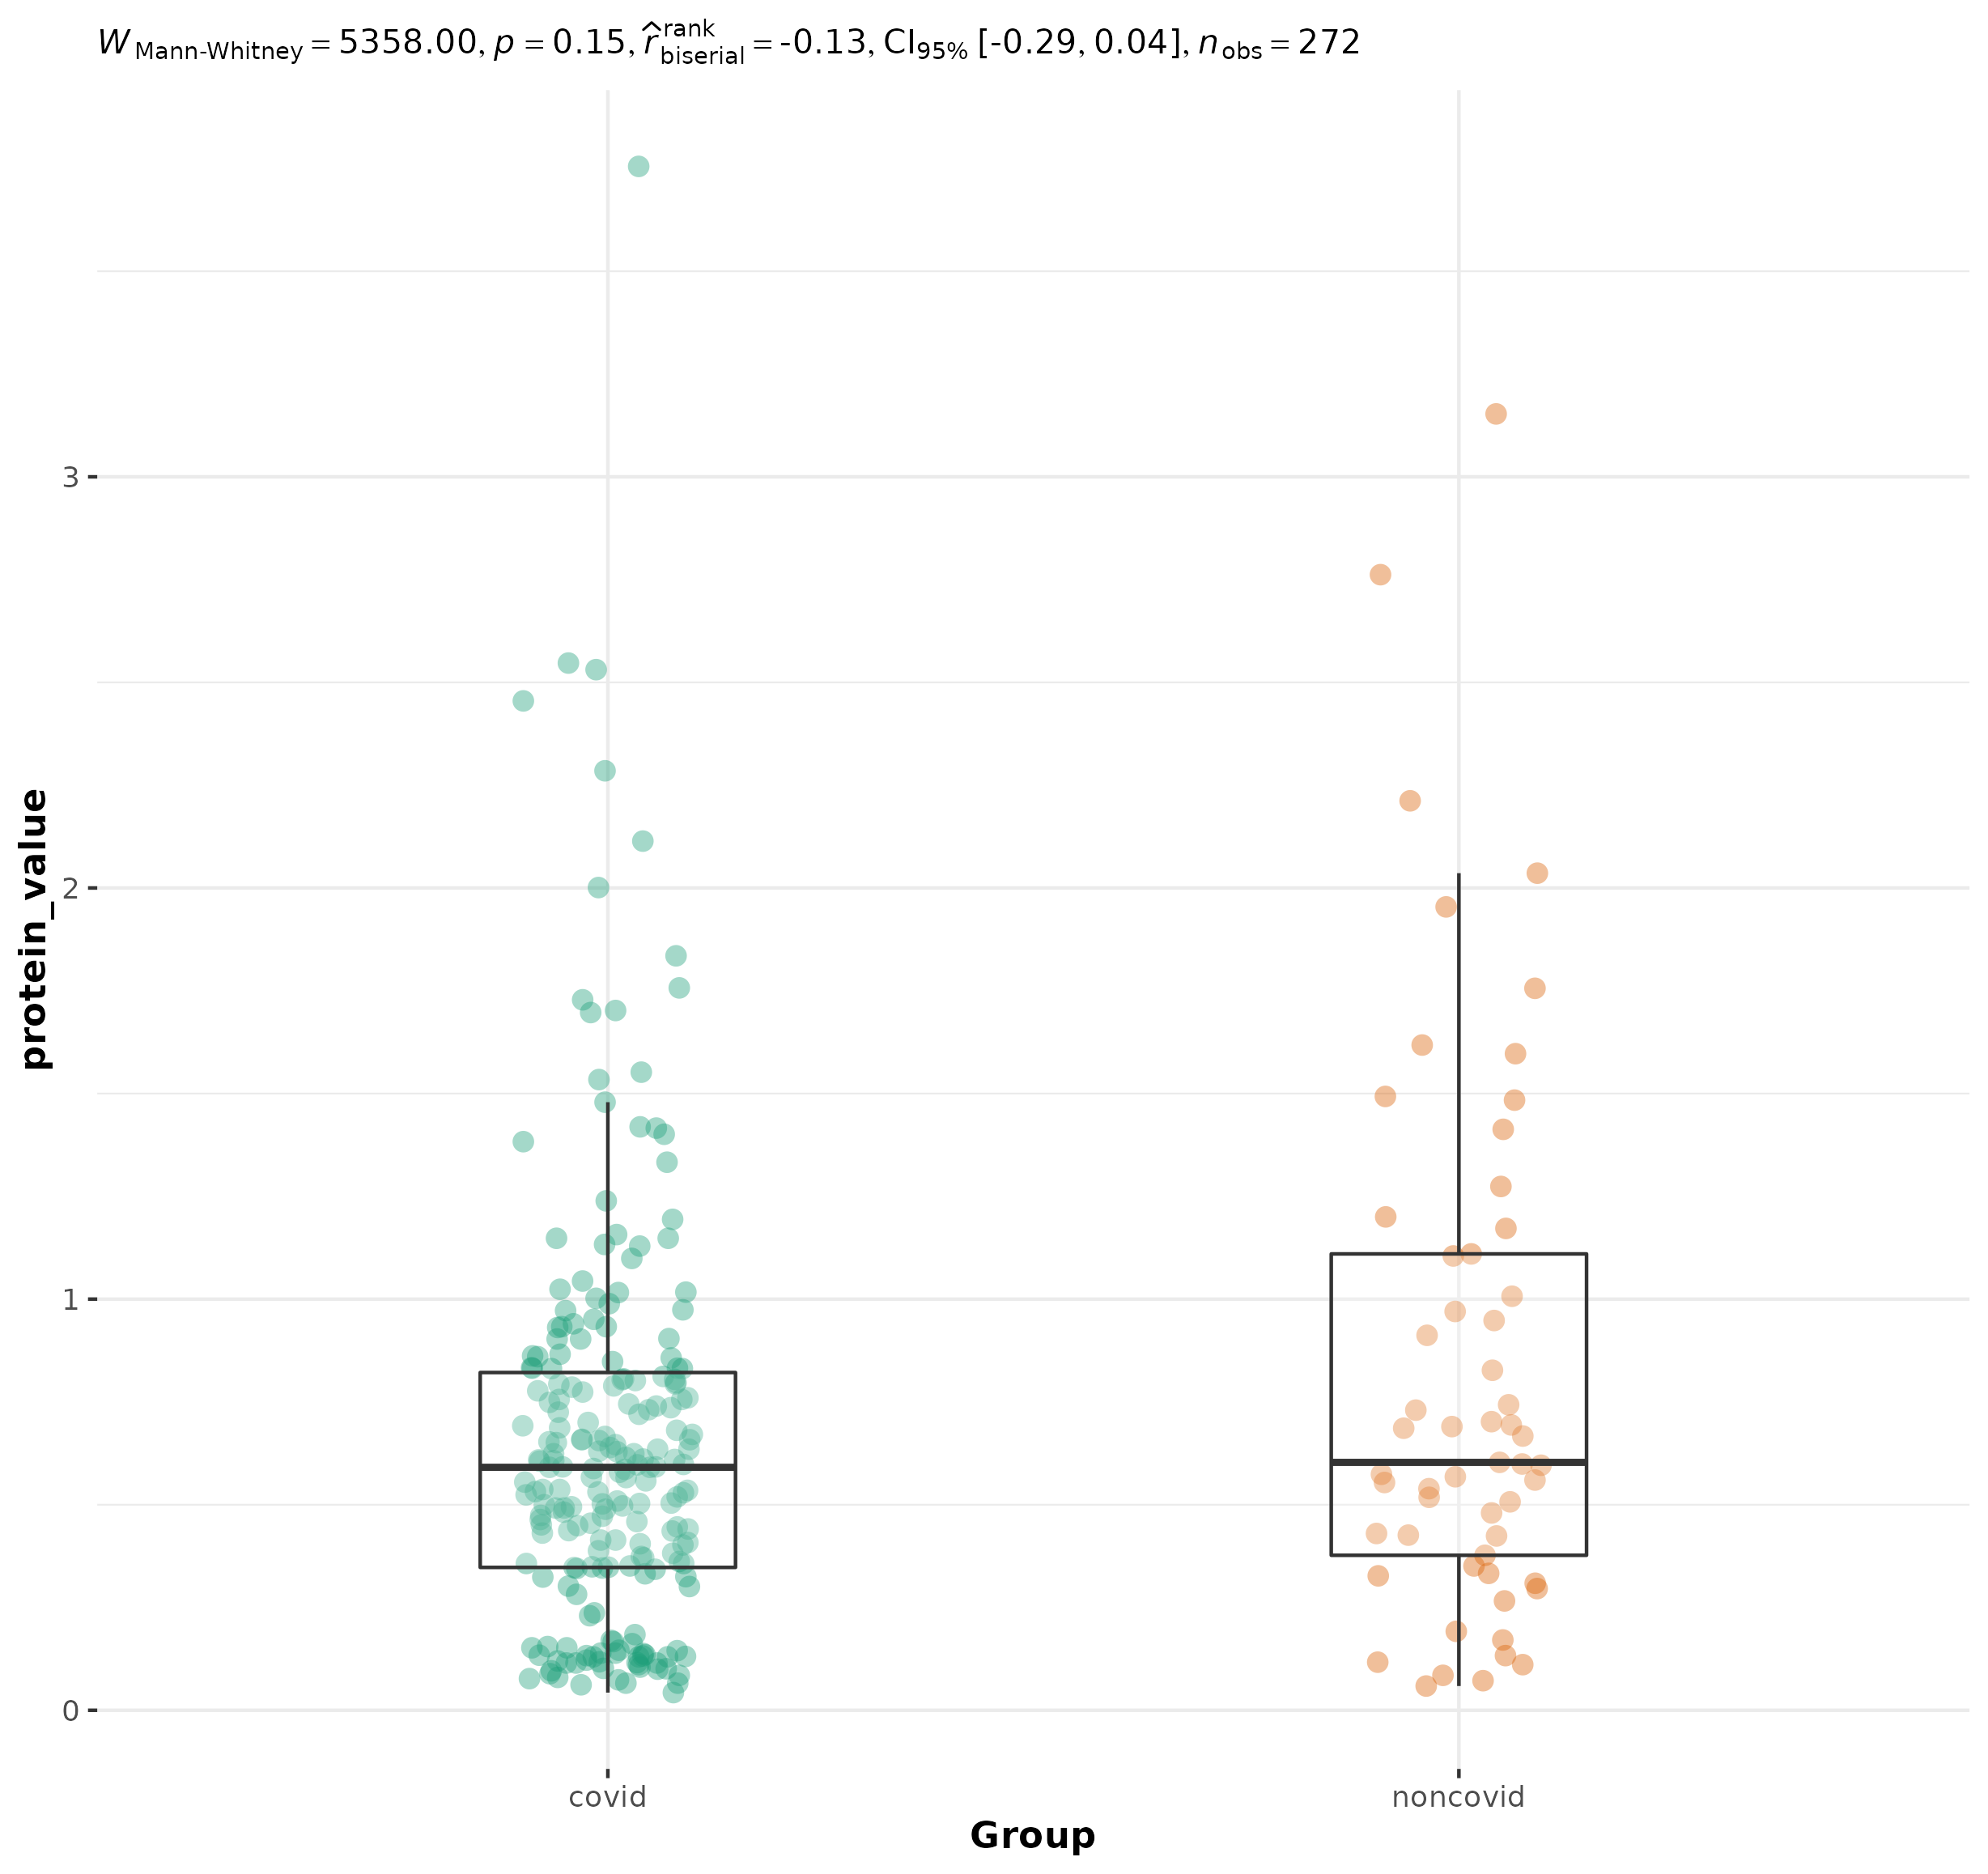 W Mann-Whitney = 5358.00, p = 0.15, r̂ rank biserial = -0.13, CI95% [-0.29, 0.04], nobs = 272
protein_value
3
2
1
0
covid noncovid
Group